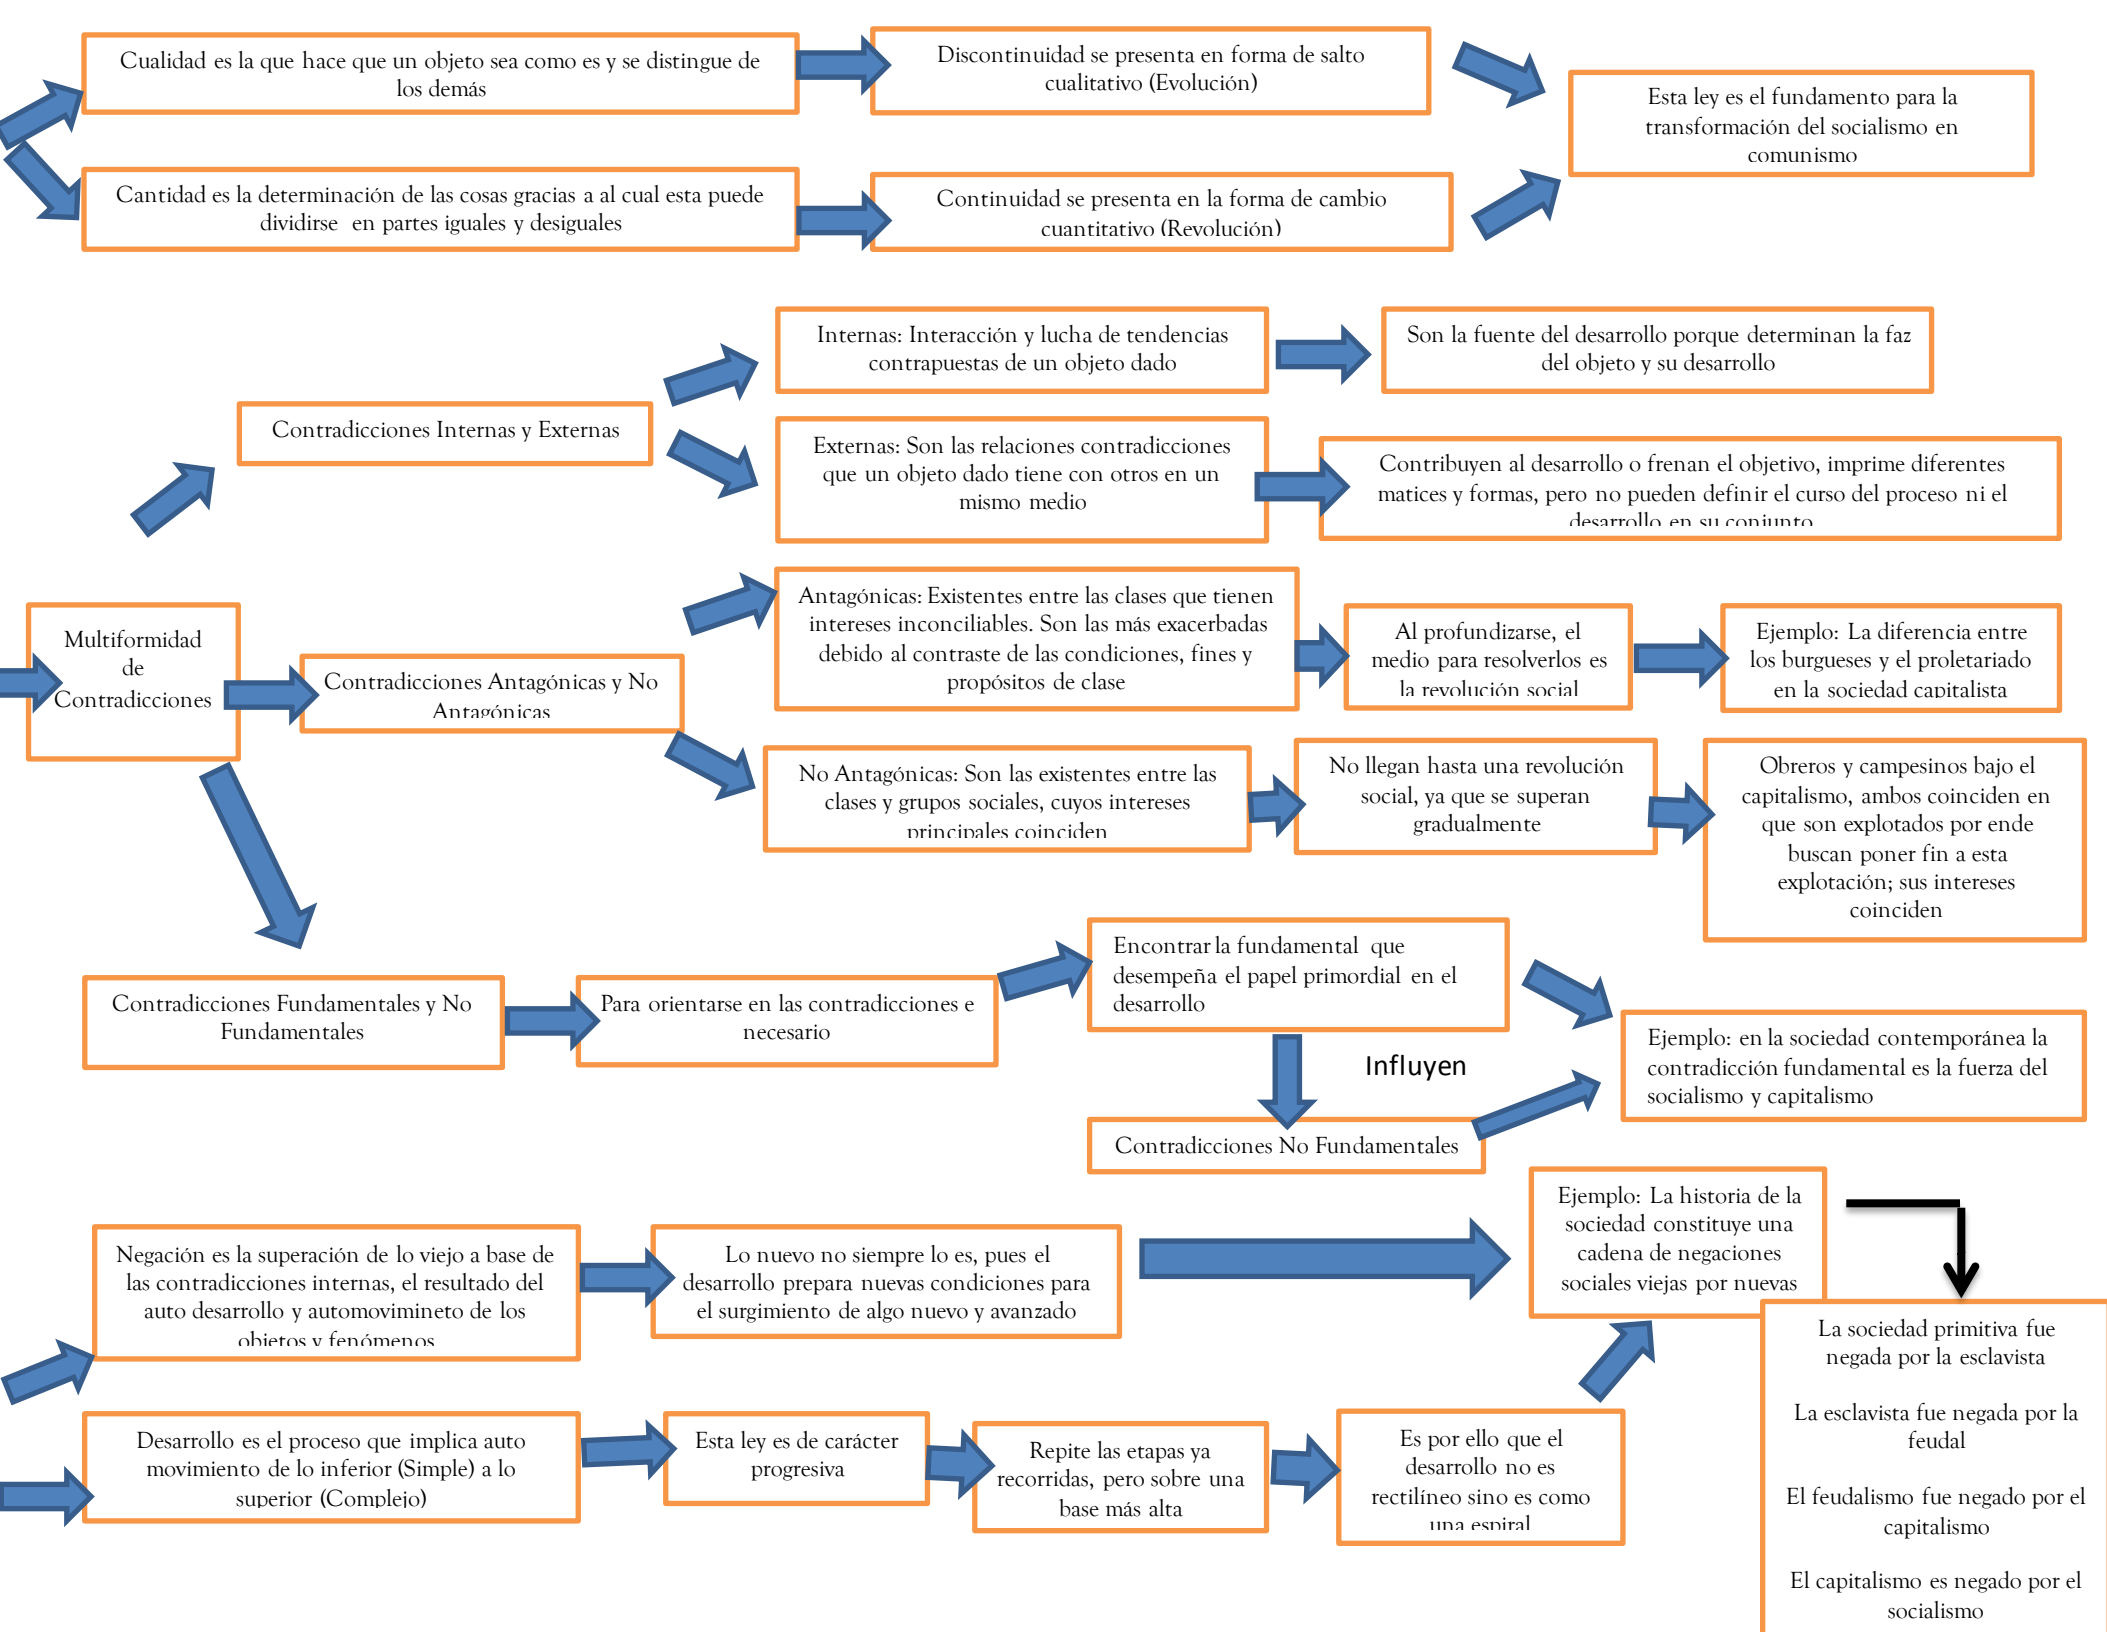 Cualidad es la que hace que un objeto sea como es y se distingue de
los demás
Discontinuidad se presenta en forma de salto
cualitativo (Evolución)
Esta ley es el fundamento para la
transformación del socialismo en
comunismo
Cantidad es la determinación de las cosas gracias a al cual esta puede
dividirse en partes iguales y desiguales
Continuidad se presenta en la forma de cambio
cuantitativo (Revolución)
Internas: Interacción y lucha de tendencias
contrapuestas de un objeto dado
Son la fuente del desarrollo porque determinan la faz
del objeto y su desarrollo
Contradicciones Internas y Externas
Externas: Son las relaciones contradicciones
que un objeto dado tiene con otros en un
mismo medio
Contribuyen al desarrollo o frenan el objetivo, imprime diferentes
matices y formas, pero no pueden definir el curso del proceso ni el
desarrollo en su conjunto
Multiformidad
de
Contradicciones
Contradicciones Antagónicas y No
Antagónicas
Antagónicas: Existentes entre las clases que tienen
intereses inconciliables. Son las más exacerbadas
debido al contraste de las condiciones, fines y
propósitos de clase
Al profundizarse, el
medio para resolverlos es
la revolución social
Ejemplo: La diferencia entre
los burgueses y el proletariado
en la sociedad capitalista
No Antagónicas: Son las existentes entre las
clases y grupos sociales, cuyos intereses
principales coinciden
No llegan hasta una revolución
social, ya que se superan
gradualmente
Obreros y campesinos bajo el
capitalismo, ambos coinciden en
que son explotados por ende
buscan poner fin a esta
explotación; sus intereses
coinciden
Contradicciones Fundamentales y No
Fundamentales
Para orientarse en las contradicciones e
necesario
Encontrar la fundamental que
desempeña el papel primordial en el
desarrollo
Influyen
Contradicciones No Fundamentales
Ejemplo: en la sociedad contemporánea la
contradicción fundamental es la fuerza del
socialismo y capitalismo
Negación es la superación de lo viejo a base de
las contradicciones internas, el resultado del
auto desarrollo y automovimineto de los
objetos y fenómenos
Lo nuevo no siempre lo es, pues el
desarrollo prepara nuevas condiciones para
el surgimiento de algo nuevo y avanzado
Ejemplo: La historia de la
sociedad constituye una
cadena de negaciones
sociales viejas por nuevas
Desarrollo es el proceso que implica auto
movimiento de lo inferior (Simple) a lo
superior (Complejo)
Esta ley es de carácter
progresiva
Repite las etapas ya
recorridas, pero sobre una
base más alta
Es por ello que el
desarrollo no es
rectilíneo sino es como
una espiral
La sociedad primitiva fue
negada por la esclavista
La esclavista fue negada por la
feudal
El feudalismo fue negado por el
capitalismo
El capitalismo es negado por el
socialismo